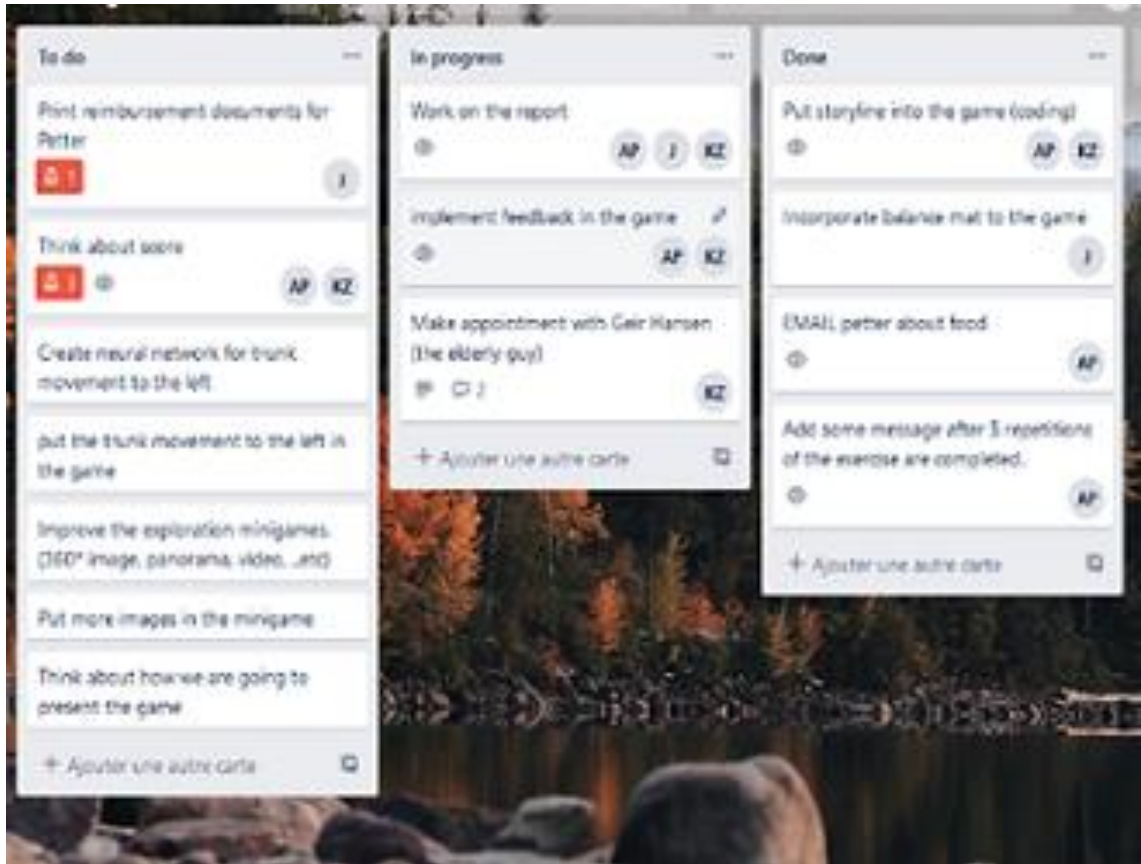 To do
Print reimbursement documents for
Petter
1
J
Think about score
AP KZ
Create neural network for trunk
movement to the left
put the trunk movement to the left in
the game
Improve the exploration minigames.
(360° image, panorama, video, ...etc)
Put more images in the minigame
Think about how we are going to
present the game
+ Ajouter une autre carte
In progress
Work on the report
AP J KZ
implement feedback in the game
AP KZ
Make appointment with Geir Hansen
(the elderly guy)
2
KZ
+ Ajouter une autre carte
Done
Put storyline into the game (coding)
AP KZ
Incorporate balance mat to the game
J
EMAIL petter about food
AP
Add some message after 5 repetitions
of the exercise are completed.
AP
+ Ajouter une autre carte